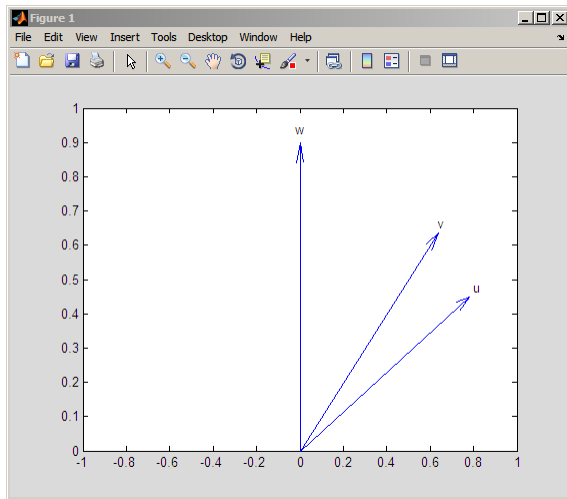 Figure 1
File Edit View Insert Tools Desktop Window Help
1
w
0.9
0.8
0.7
v
0.6
0.5
u
0.4
0.3
0.2
0.1
0
-1 -0.8 -0.6 -0.4 -0.2 0 0.2 0.4 0.6 0.8 1